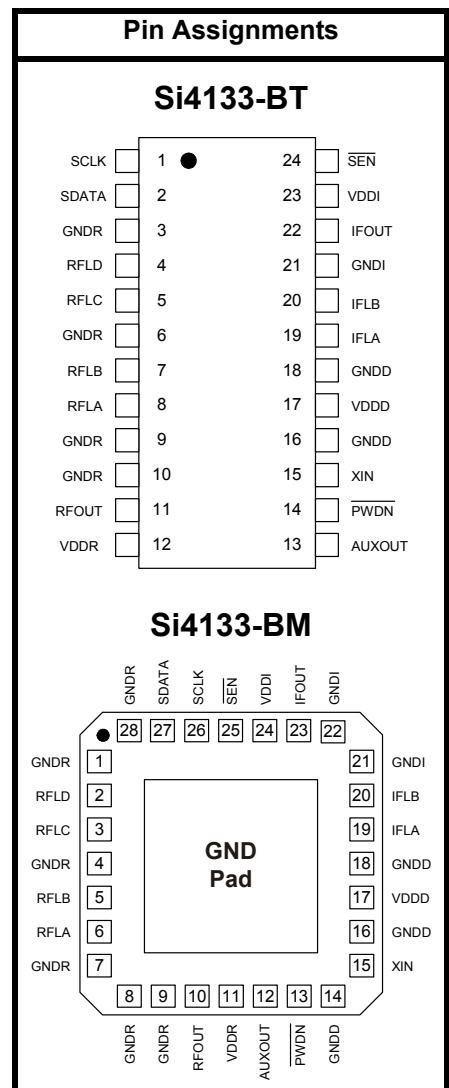 Pin Assignments
Si4133-BT
SCLK 1 24 SEN
SDATA 2 23 VDDI
GNDR 3 22 IFOUT
RFLD 4 21 GNDI
RFLC 5 20 IFLB
GNDR 6 19 IFLA
RFLB 7 18 GNDD
RFLA 8 17 VDDD
GNDR 9 16 GNDD
GNDR 10 15 XIN
RFOUT 11 14 PWDN
VDDR 12 13 AUXOUT
Si4133-BM
GNDR SDATA SCLK SEN VDDI IFOUT GNDI
28 27 26 25 24 23 22
GNDR 1 21 GNDI
RFLD 2 20 IFLB
RFLC 3 19 IFLA
GNDR 4 18 GNDD
GND
Pad
RFLB 5 17 VDDD
RFLA 6 16 GNDD
GNDR 7 15 XIN
8 9 10 11 12 13 14
GNDR GNDR RFOUT VDDR AUXOUT PWDN GNDD